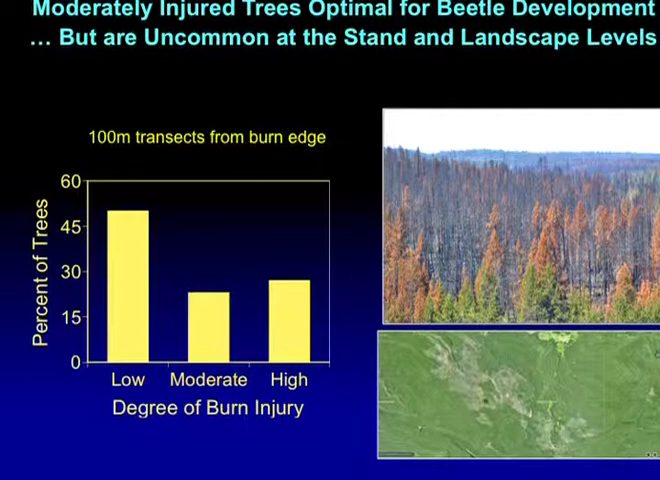 Moderately Injured Trees Optimal for Beetle Development
… But are Uncommon at the Stand and Landscape Levels
100m transects from burn edge
Percent of Trees
60
45
30
15
0
Low Moderate High
Degree of Burn Injury